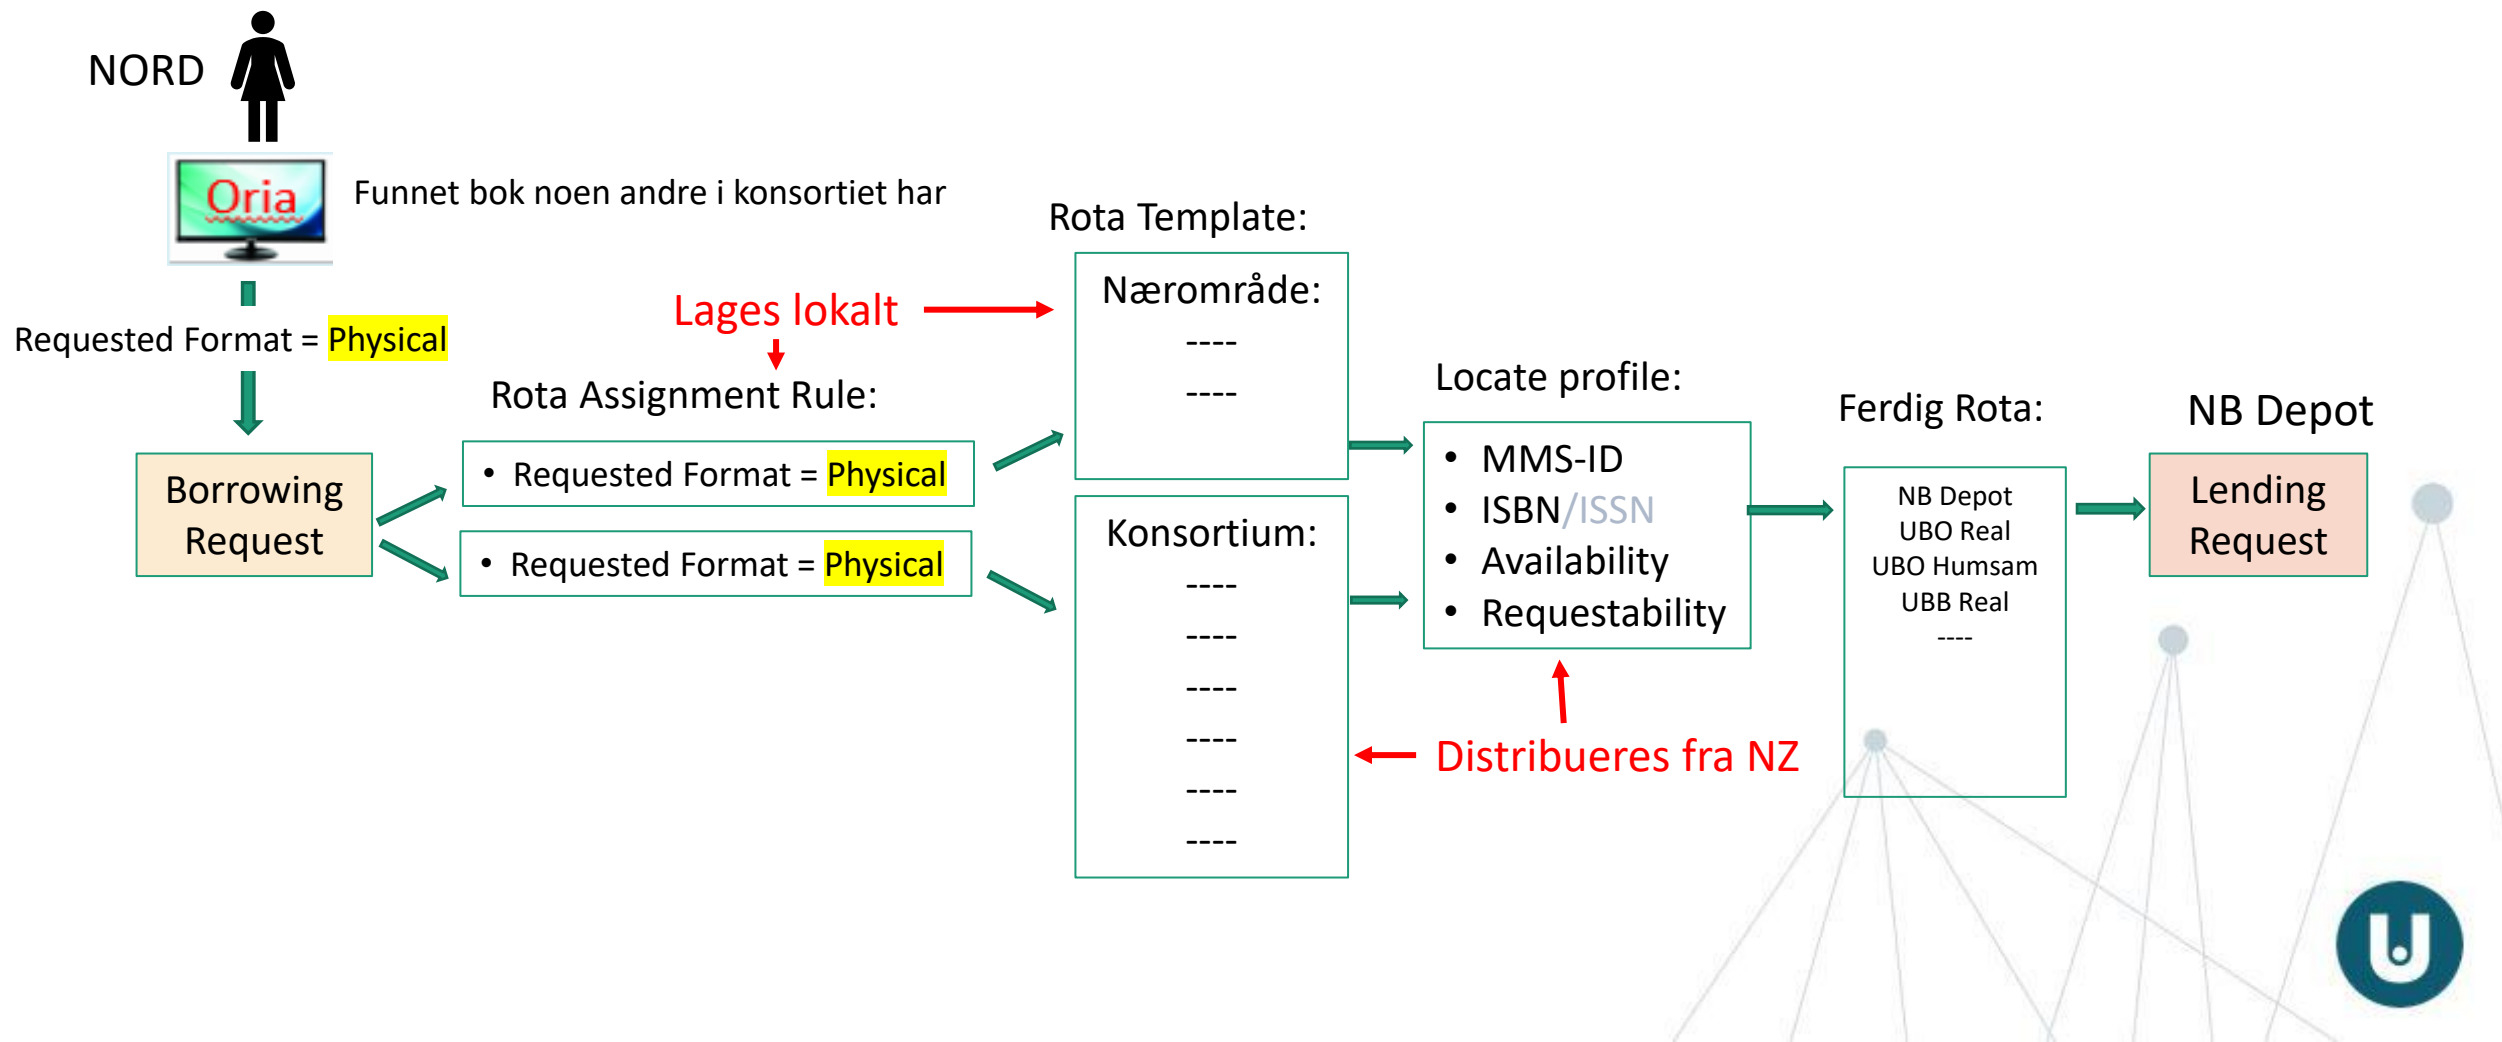 NORD
Oria
Funnet bok noen andre i konsortiet har
Requested Format = Physical
Borrowing
Request
Lages lokalt
Rota Assignment Rule:
• Requested Format = Physical
• Requested Format = Physical
Rota Template:
Nærområde:
----
----
Konsortium:
----
----
----
----
----
----
Locate profile:
• MMS-ID
• ISBN/ISSN
• Availability
• Requestability
Distribueres fra NZ
Ferdig Rota:
NB Depot
UBO Real
UBO Humsam
UBB Real
----
NB Depot
Lending
Request
U